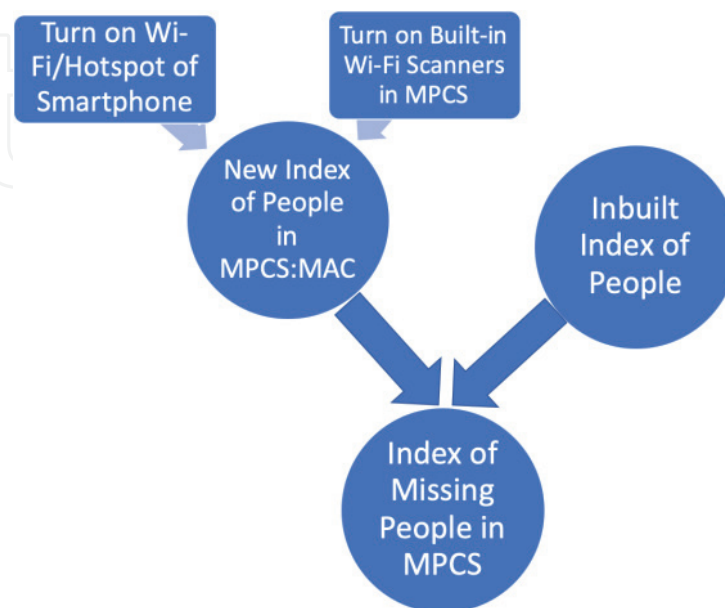 Turn on Wi-
Fi/Hotspot of
Smartphone
Turn on Built-in
Wi-Fi Scanners
in MPCS
New Index
of People
in
MPCS:MAC
Inbuilt
Index of
People
Index of
Missing
People in
MPCS